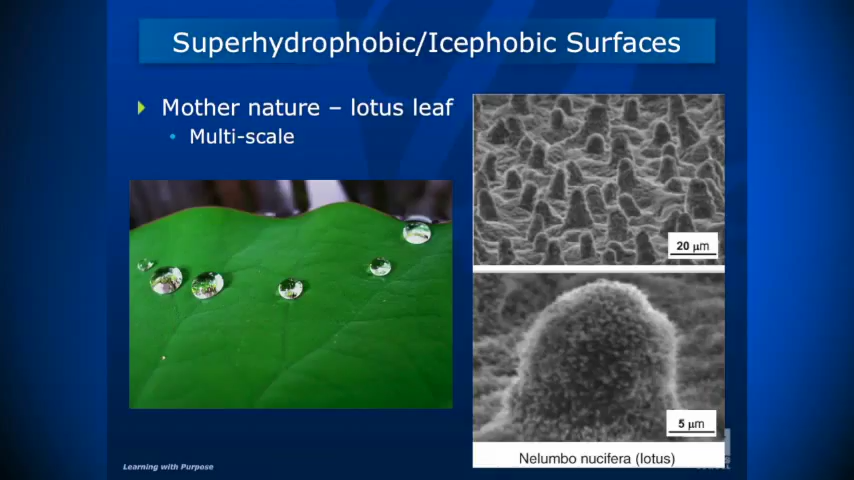 Superhydrophobic/Icephobic Surfaces
Mother nature – lotus leaf
Multi-scale
20 μm
5 μm
Nelumbo nucifera (lotus)
Learning with Purpose